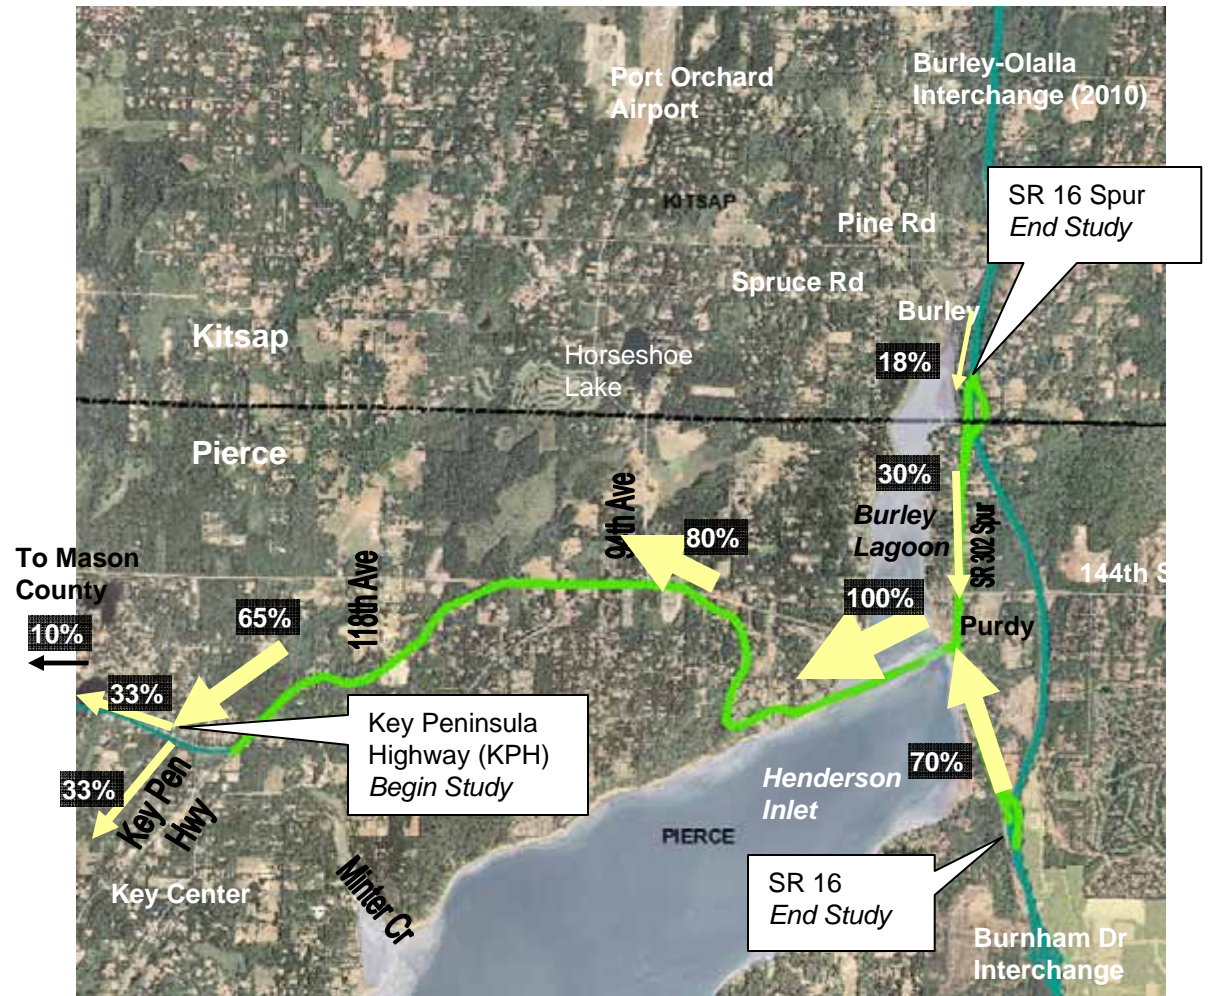 Port Orchard
Airport
Burley-Olalla
Interchange (2010)
KITSAP
SR 16 Spur
End Study
Pine Rd
Spruce Rd
Burley
Kitsap
Horseshoe
Lake
18%
Pierce
30%
94th Ave
Burley
Lagoon
SR 302 Spur
80%
To Mason
County
118th Ave
144th S
100%
65%
Purdy
10%
33%
Key Peninsula
Highway (KPH)
Begin Study
70%
33%
Key Pen
Hwy
Henderson
Inlet
PIERCE
Key Center
Minter Cr
SR 16
End Study
Burnham Dr
Interchange